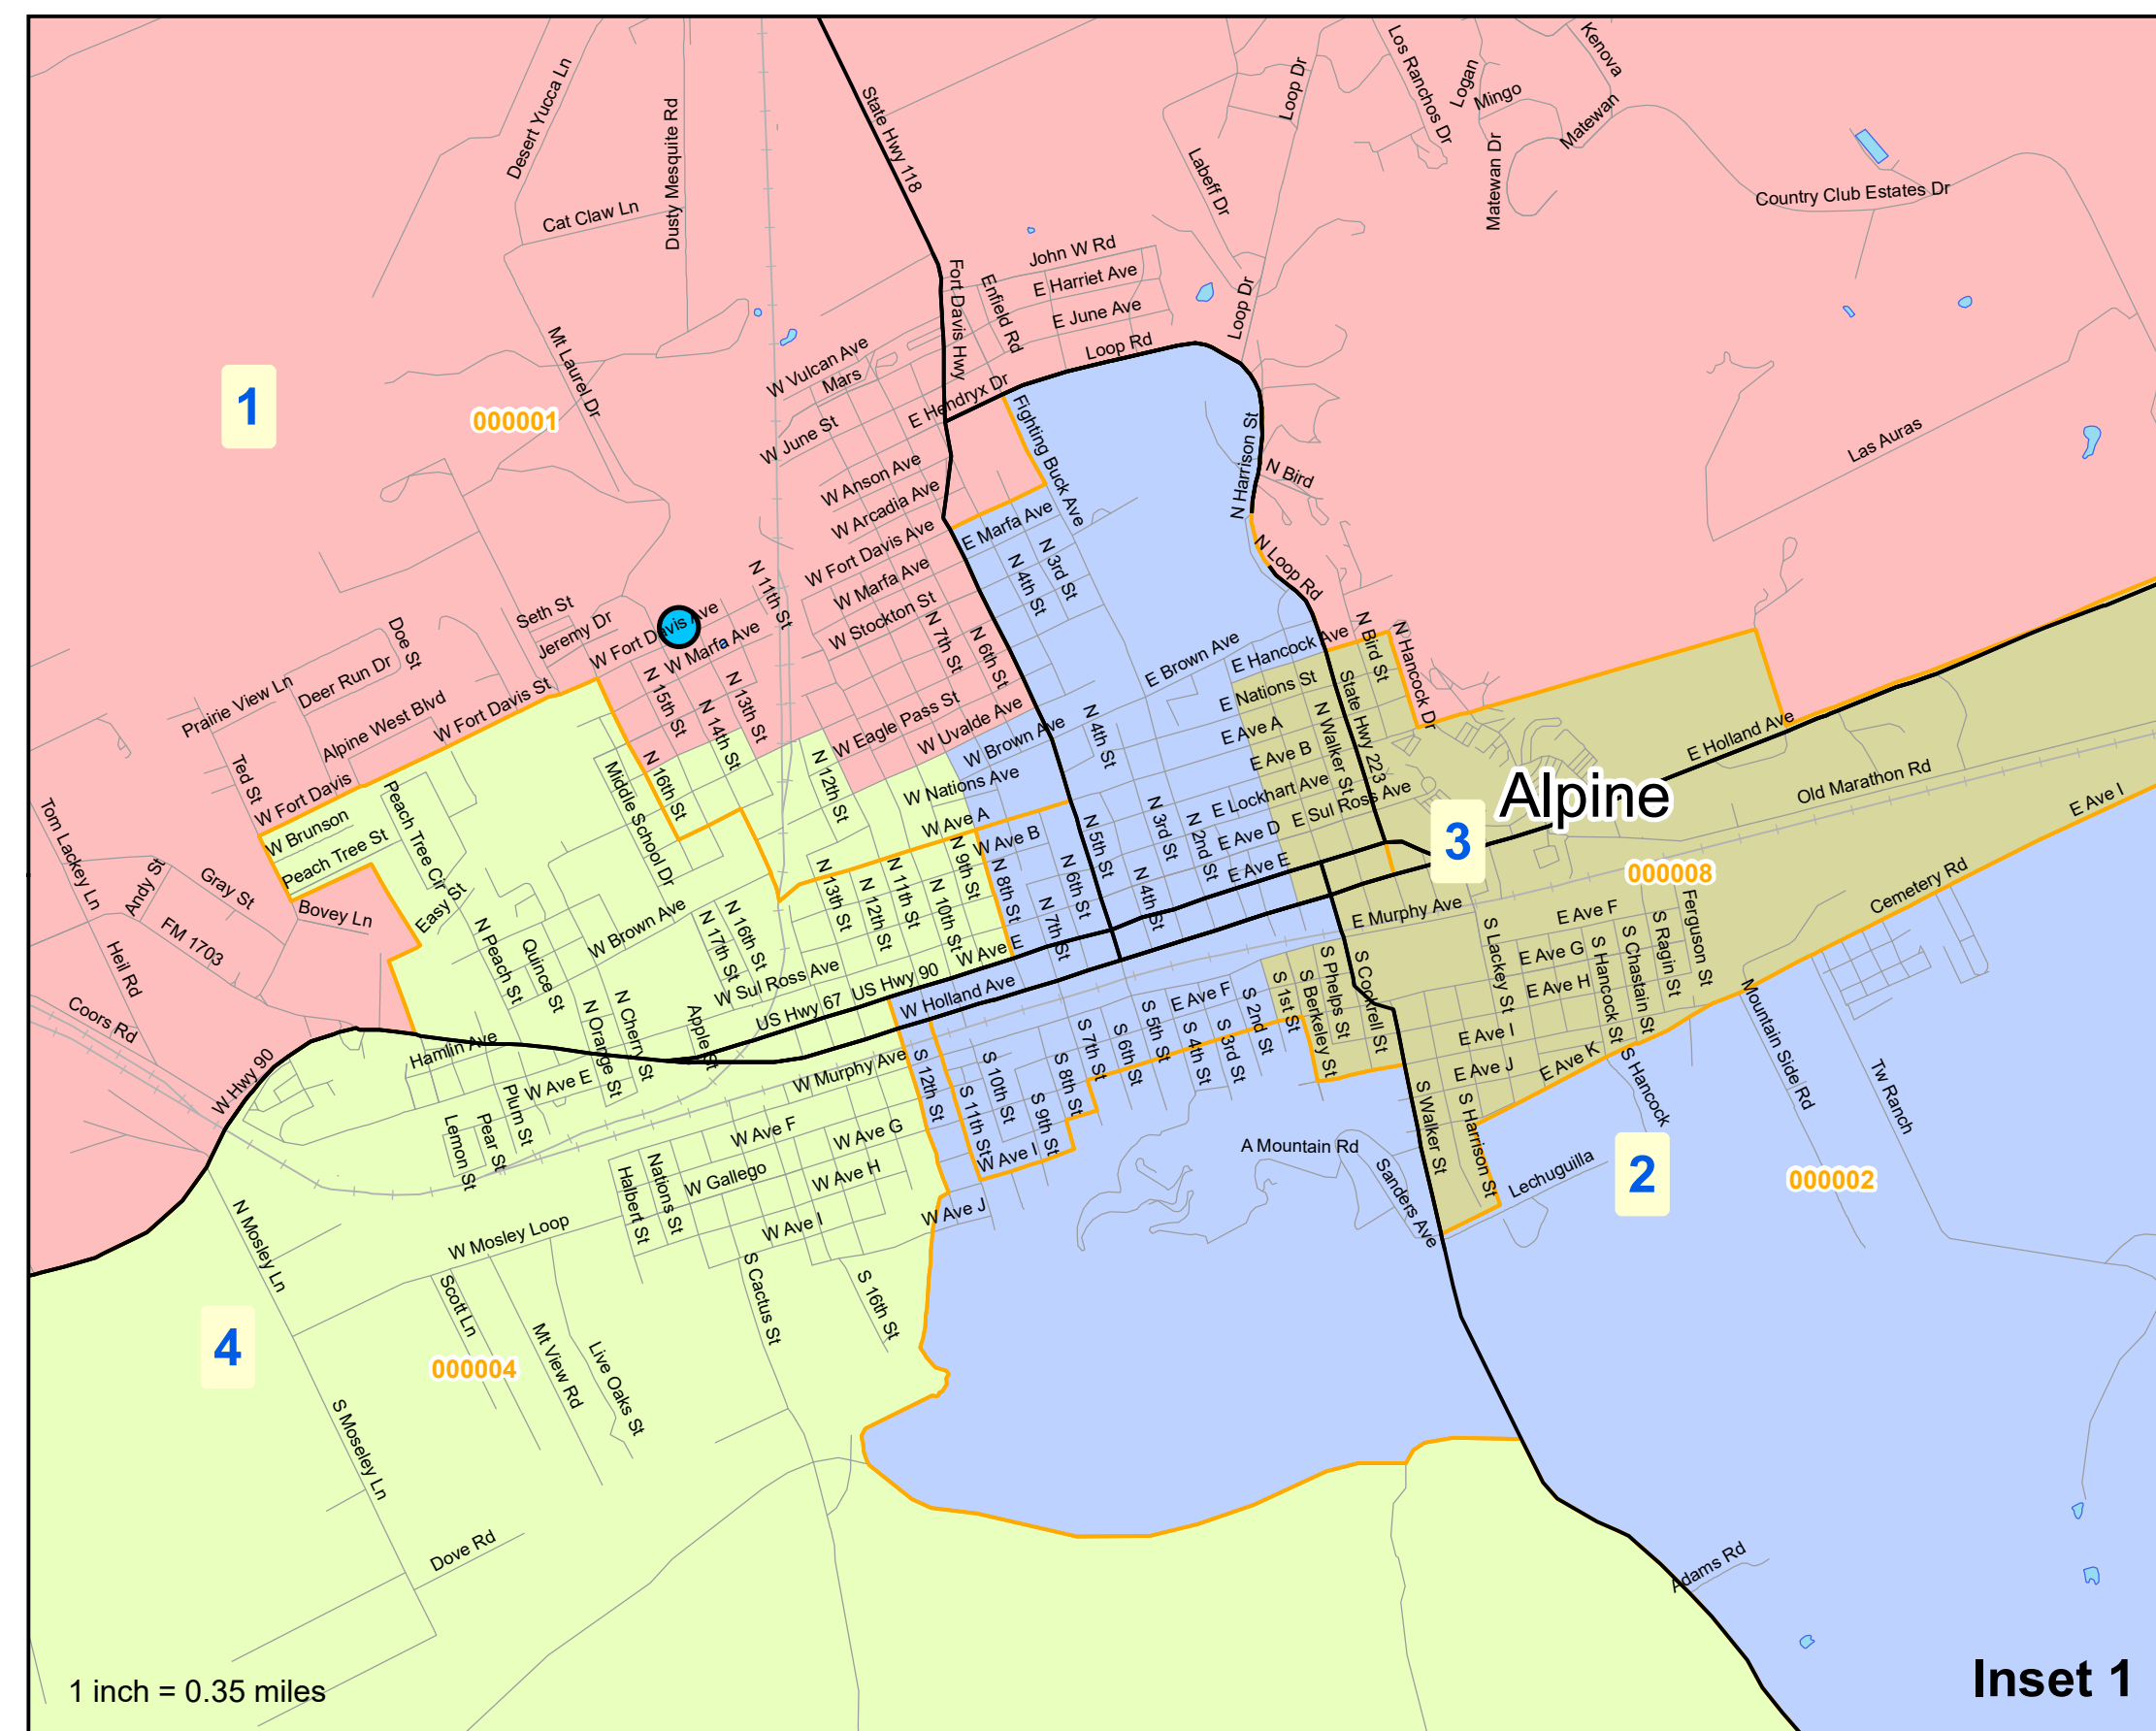 Kenova
Los Ranchos Dr
Logan
Mingo
Matewan
Matewan Dr
Loop Dr
Desert Yucca Ln
Dusty Mesquite Rd
State Hwy 118
Labeff Dr
Country Club Estates Dr
Cat Claw Ln
John W Rd
E Harriet Ave
E June Ave
Loop Rd
Enfield Rd
Fort Davis Hwy
Loop Dr
Mt Laurel Dr
W Vulcan Ave
Mars
W June St
E Hendryx Dr
1
000001
Fighting Buck Ave
N Harrison St
N Bird
Las Auras
W Anson Ave
W Arcadia Ave
W Fort Davis Ave
W Marfa Ave
W Stockton St
E Marfa Ave
N 3rd St
N 4th St
N Loop Rd
N 11th St
Seth St
Jeremy Dr
W Fort Davis Ave
W Marfa Ave
Doe St
Deer Run Dr
Prairie View Ln
Alpine West Blvd
W Fort Davis St
N 15th St
N 14th St
N 13th St
N 7th St
N 6th St
E Brown Ave
E Hancock Ave
N Bird St
N Hancock Dr
E Nations St
State Hwy 223
N Walker St
E Ave A
E Ave B
E Lockhart Ave
E Sul Ross Ave
E Ave D
E Ave E
W Eagle Pass St
W Uvalde Ave
W Brown Ave
W Nations Ave
W Ave A
W Ave B
N 4th St
N 12th St
N 16th St
Middle School Dr
Ted St
W Fort Davis
W Brunson
Peach Tree St
Peach Tree Cir
Easy St
E Holland Ave
Alpine
Old Marathon Rd
E Ave I
3
000008
Cemetery Rd
Tom Lackey Ln
Andy St
Gray St
FM 1703
Bovey Ln
Heil Rd
Coors Rd
W Hwy 90
N Peach St
Quince St
W Brown Ave
N 17th St
N 16th St
W Sul Ross Ave
N 13th St
N 12th St
N 11th St
N 10th St
N 9th St
N 8th St
N 7th St
N 6th St
N 5th St
N 4th St
N 3rd St
N 2nd St
W Ave E
US Hwy 67
US Hwy 90
W Holland Ave
E Murphy Ave
S Lackey St
E Ave F
E Ave G
E Ave H
E Ave I
E Ave J
E Ave K
S Hancock St
S Chastain St
S Ragin St
Ferguson St
S Hancock
Mountain Side Rd
Tw Ranch
S Cockrell St
S Phelps St
S Berkeley St
S 1st St
S 2nd St
S 3rd St
S 4th St
S 5th St
S 6th St
S 7th St
S 8th St
S 9th St
S 10th St
S 11th St
S 12th St
E Ave F
Hamlin Ave
N Orange St
N Cherry St
Apple St
W Ave E
W Murphy Ave
Plum St
Pear St
Lemon St
W Ave F
W Ave G
W Gallego
W Ave H
W Ave I
W Ave I
W Ave J
Halbert St
Nations St
A Mountain Rd
Sanders Ave
S Walker St
S Harrison St
Lechuguilla
2
000002
N Mosley Ln
W Mosley Loop
Scott Ln
Mt View Rd
Live Oaks St
S Cactus St
S 16th St
4
000004
S Moseley Ln
Dove Rd
Adams Rd
1 inch = 0.35 miles
Inset 1